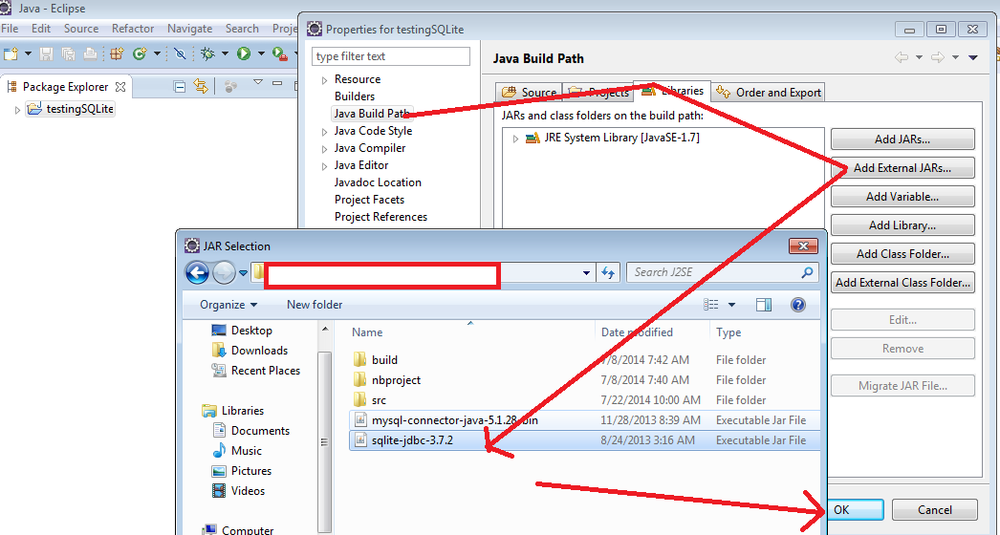 Java - Eclipse
File Edit Source Refactor Navigate Search Proje
Package Explorer
testingSQLite
Properties for testingSQLite
type filter text
Resource
Builders
Java Build Path
Java Code Style
Java Compiler
Java Editor
Javadoc Location
Project Facets
Project References
Java Build Path
Source Projects Libraries Order and Export
JARs and class folders on the build path:
JRE System Library [JavaSE-1.7]
Add JARs...
Add External JARs...
Add Variable...
Add Library...
Add Class Folder...
Add External Class Folder...
Edit...
Remove
Migrate JAR File...
JAR Selection
Search J2SE
Organize New folder
Desktop
Downloads
Recent Places
Libraries
Documents
Music
Pictures
Videos
Computer
Name Date modified Type
build 7/8/2014 7:42 AM File folder
nbproject 7/8/2014 7:40 AM File folder
src 7/22/2014 10:00 AM File folder
mysql-connector-java-5.1.28-bin 11/28/2013 8:39 AM Executable Jar File
sqlite-jdbc-3.7.2 8/24/2013 3:16 AM Executable Jar File
OK Cancel